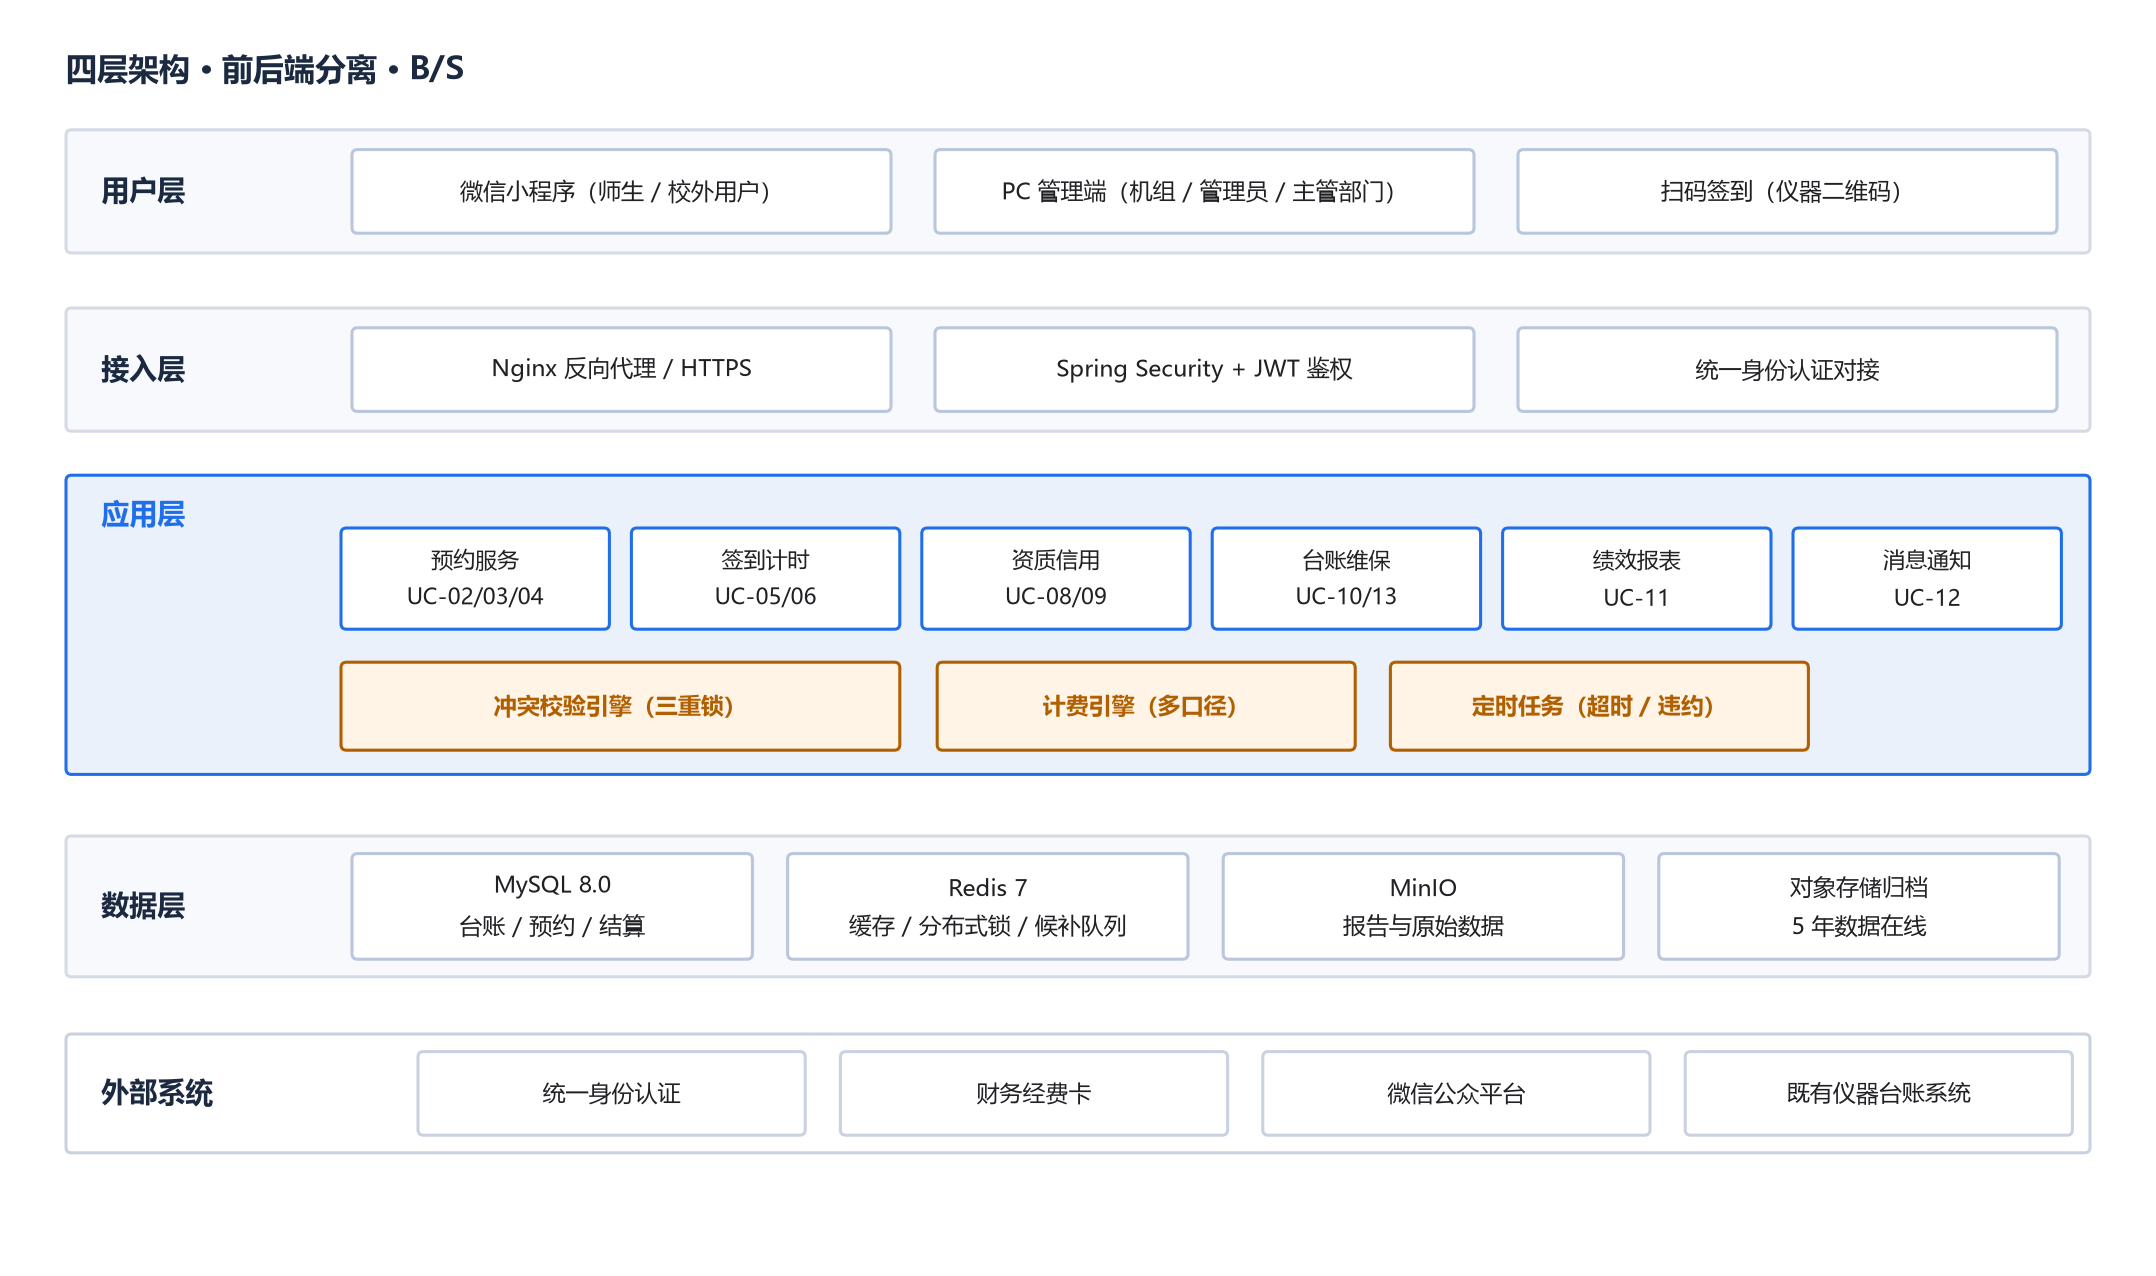 四层架构 · 前后端分离 · B/S
用户层
微信小程序（师生 / 校外用户）
PC 管理端（机组 / 管理员 / 主管部门）
扫码签到（仪器二维码）
接入层
Nginx 反向代理 / HTTPS
Spring Security + JWT 鉴权
统一身份认证对接
应用层
预约服务
UC-02/03/04
签到计时
UC-05/06
资质信用
UC-08/09
台账维保
UC-10/13
绩效报表
UC-11
消息通知
UC-12
冲突校验引擎（三重锁）
计费引擎（多口径）
定时任务（超时 / 违约）
数据层
MySQL 8.0
台账 / 预约 / 结算
Redis 7
缓存 / 分布式锁 / 候补队列
MinIO
报告与原始数据
对象存储归档
5 年数据在线
外部系统
统一身份认证
财务经费卡
微信公众平台
既有仪器台账系统